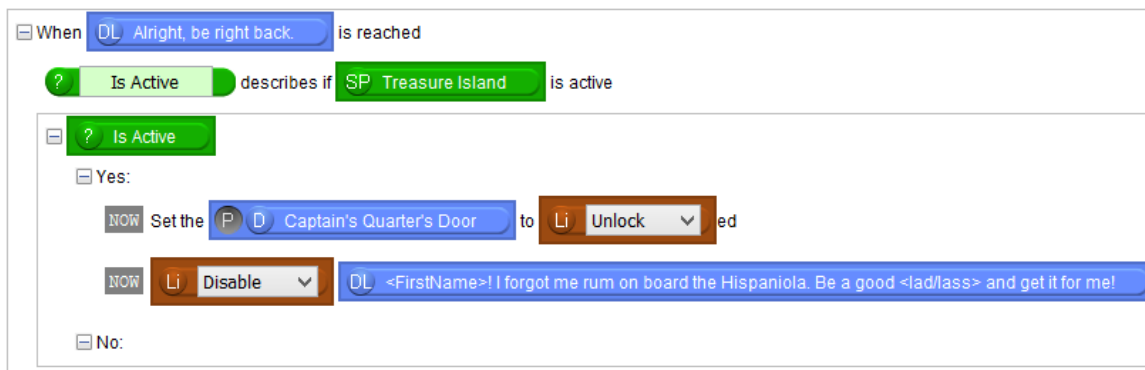 When DL Alright, be right back. is reached
? Is Active describes if SP Treasure Island is active
? Is Active
Yes:
NOW Set the P D Captain's Quarter's Door to Li Unlock ed
NOW Li Disable DL <FirstName>! I forgot me rum on board the Hispaniola. Be a good <lad/lass> and get it for me!
No: